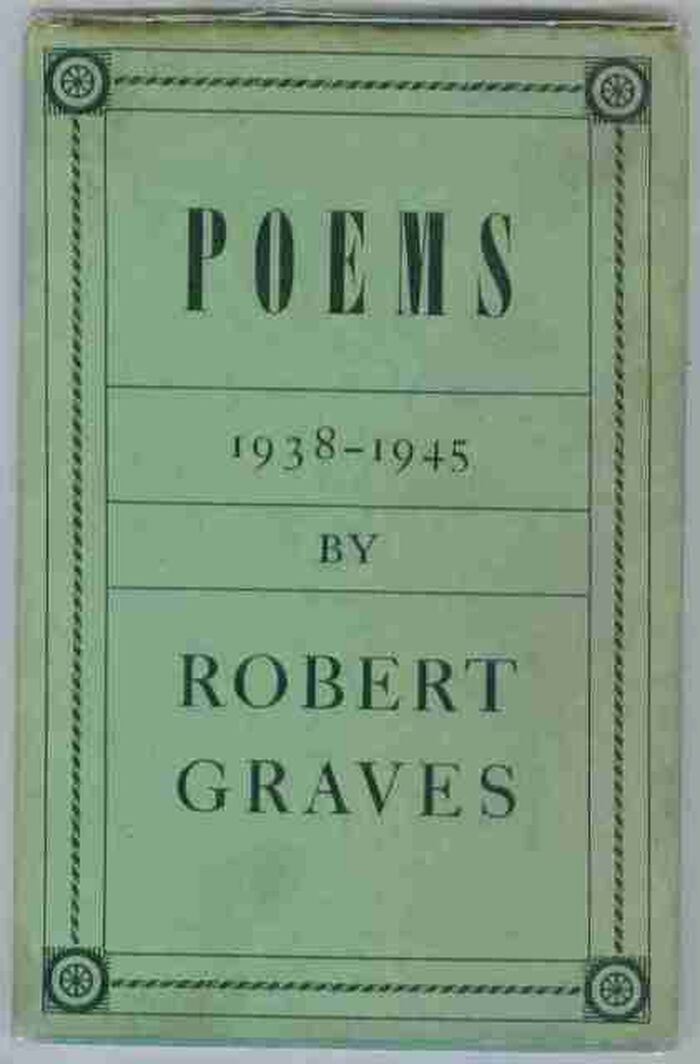 POEMS
1938–1945
BY
ROBERT
GRAVES